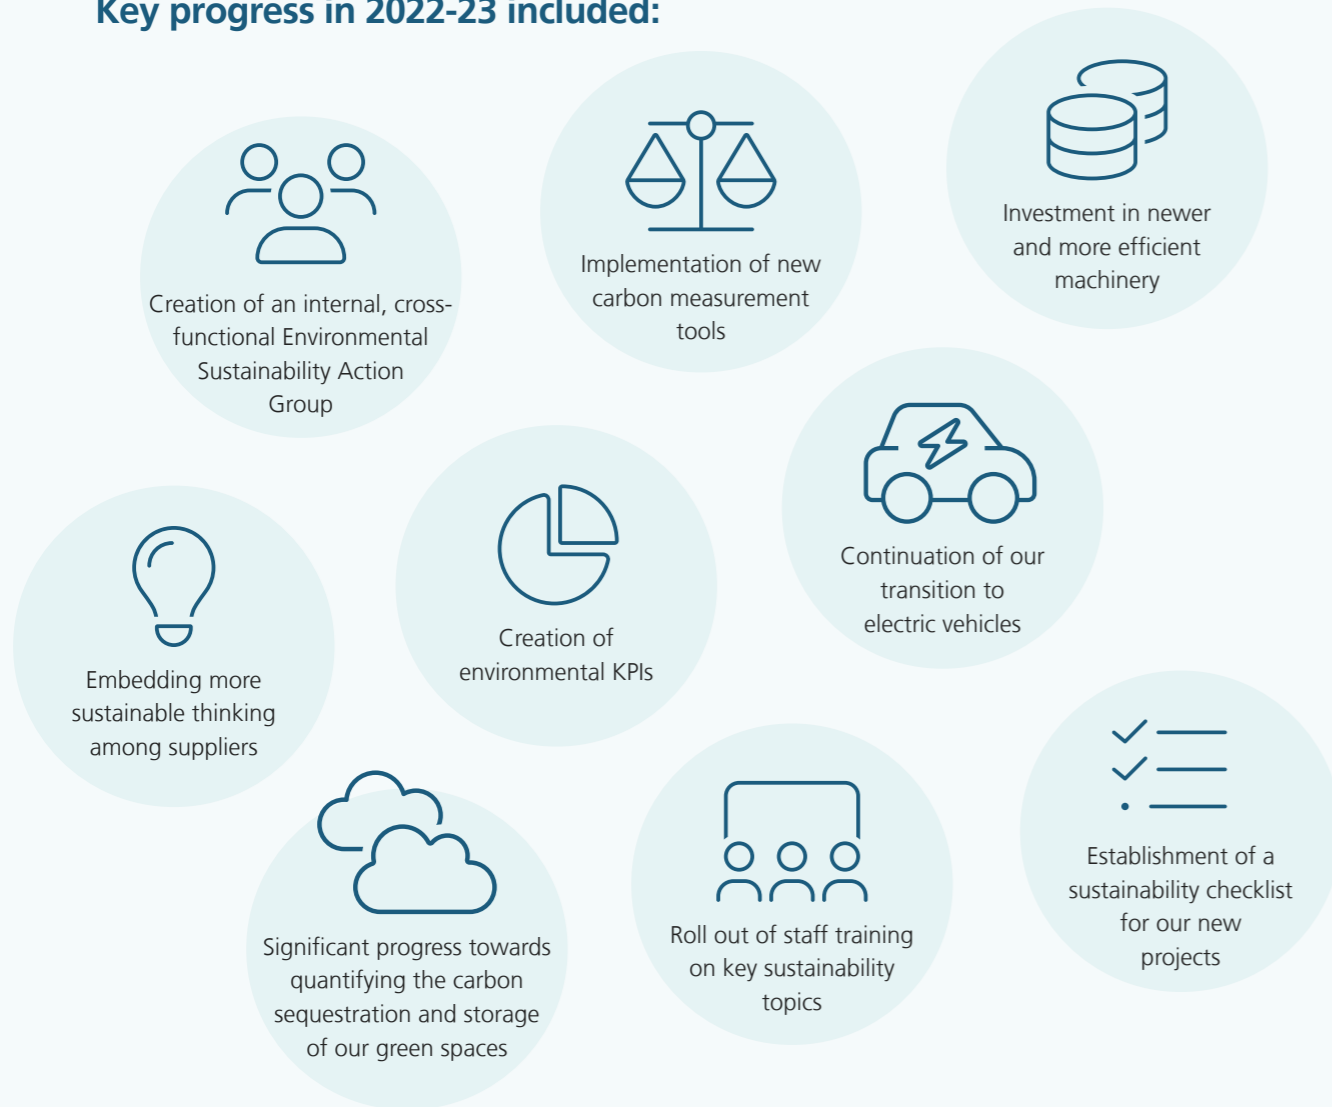 Key progress in 2022-23 included:
Creation of an internal, cross-
functional Environmental
Sustainability Action
Group
Implementation of new
carbon measurement
tools
Investment in newer
and more efficient
machinery
Embedding more
sustainable thinking
among suppliers
Creation of
environmental KPIs
Continuation of our
transition to
electric vehicles
Significant progress towards
quantifying the carbon
sequestration and storage
of our green spaces
Roll out of staff training
on key sustainability
topics
Establishment of a
sustainability checklist
for our new
projects